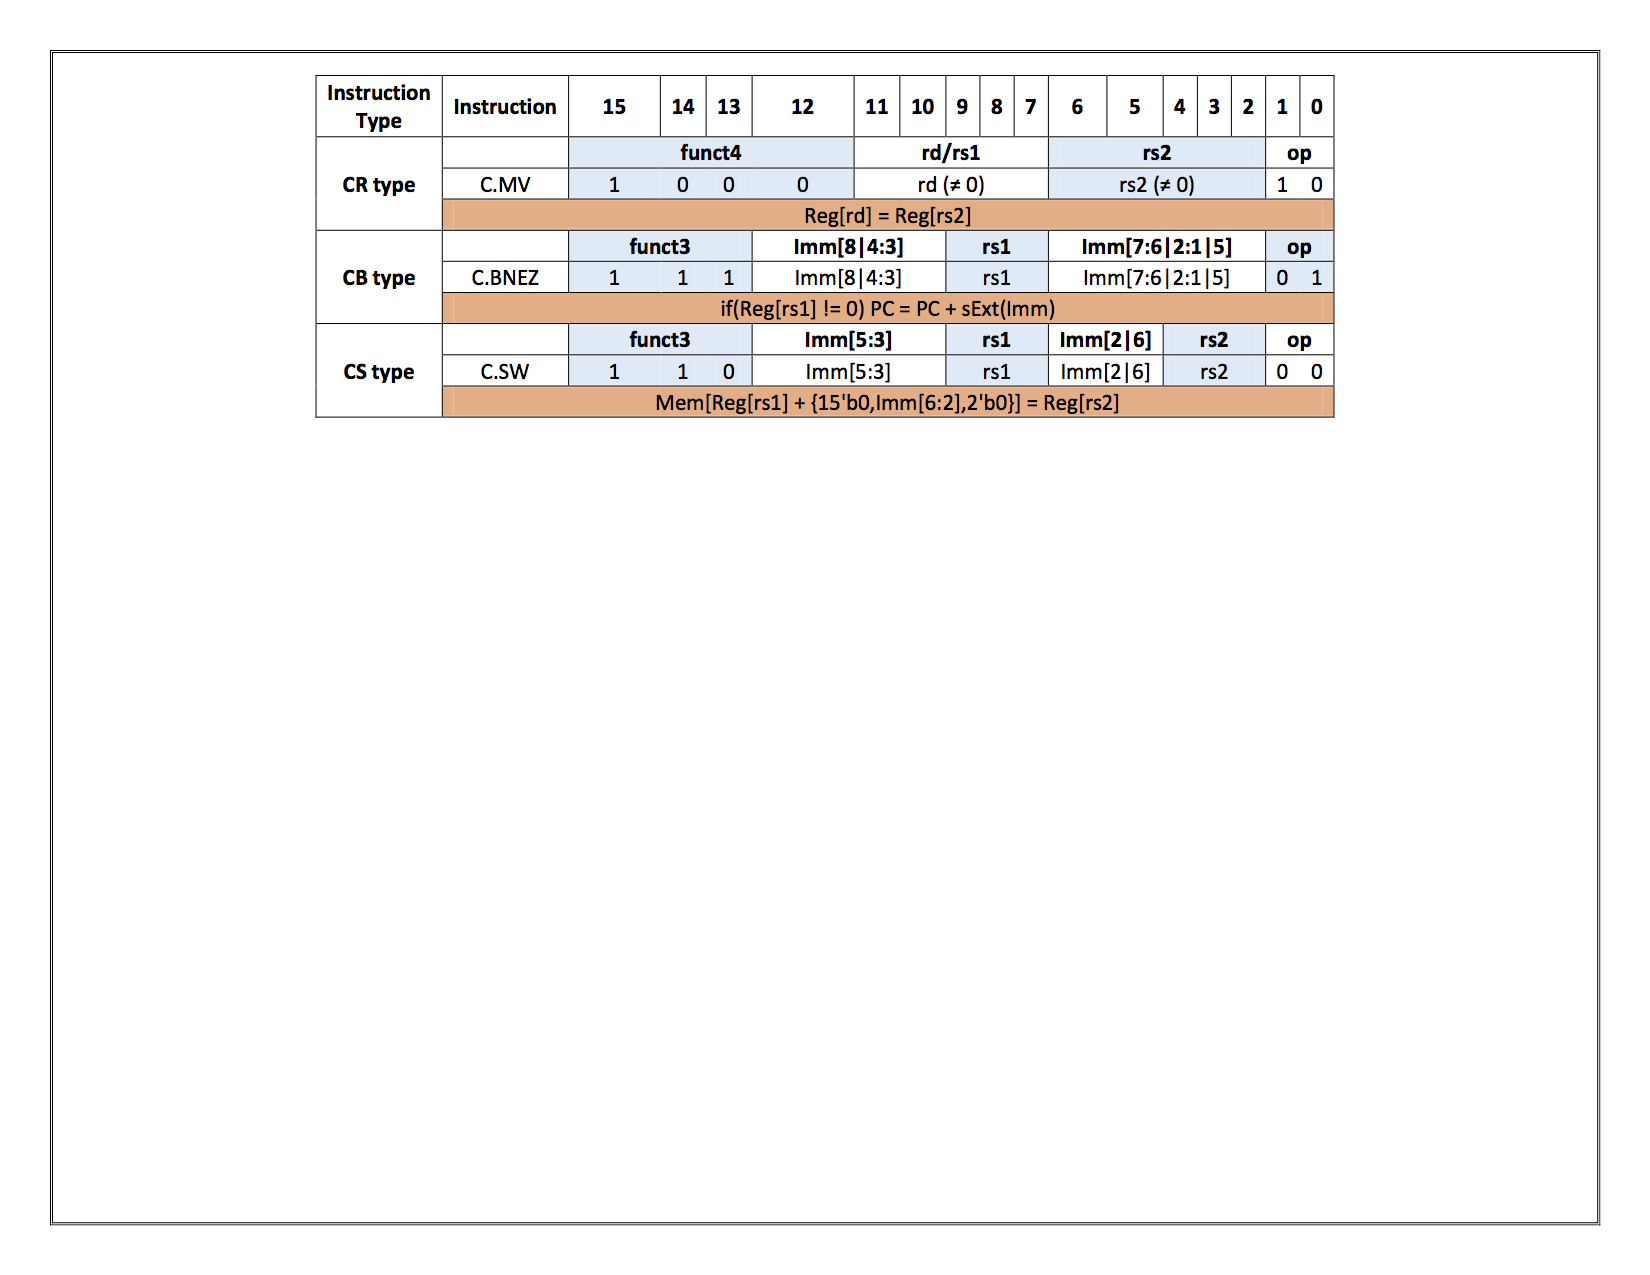 Instruction Type Instruction 15 14 13 12 11 10 9 8 7 6 5 4 3 2 1 0
funct4 rd/rs1 rs2 op
CR type C.MV 1 0 0 0 rd (≠ 0) rs2 (≠ 0) 1 0
Reg[rd] = Reg[rs2]
funct3 Imm[8|4:3] rs1 Imm[7:6|2:1|5] op
CB type C.BNEZ 1 1 1 Imm[8|4:3] rs1 Imm[7:6|2:1|5] 0 1
if(Reg[rs1] != 0) PC = PC + sExt(Imm)
funct3 Imm[5:3] rs1 Imm[2|6] rs2 op
CS type C.SW 1 1 0 Imm[5:3] rs1 Imm[2|6] rs2 0 0
Mem[Reg[rs1] + {15'b0,Imm[6:2],2'b0}] = Reg[rs2]